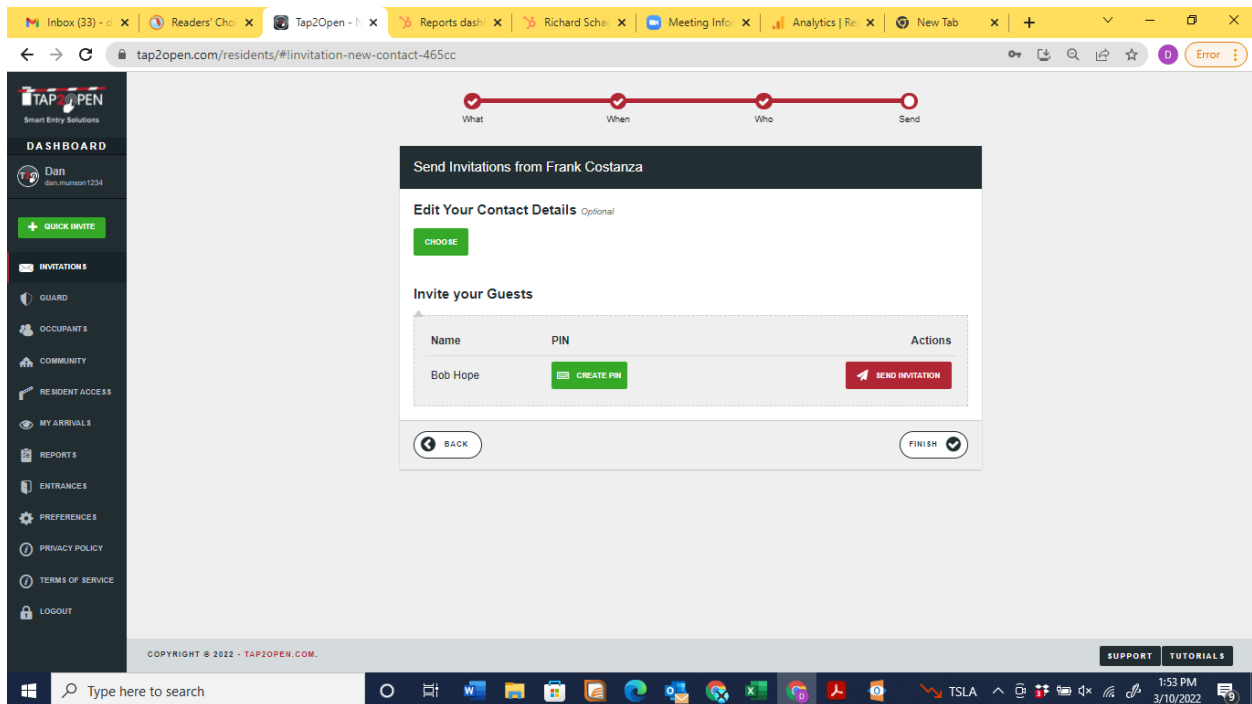 Inbox (33) - d
Readers' Cho
Tap2Open - N
Reports dash
Richard Schag
Meeting Infor
Analytics | Re
New Tab
tap2open.com/residents/#!invitation-new-contact-465cc
D
Error
TAP2OPEN
Smart Entry Solutions
DASHBOARD
Dan
dan.munson1234
QUICK INVITE
INVITATIONS
GUARD
OCCUPANTS
COMMUNITY
RESIDENT ACCESS
MY ARRIVALS
REPORTS
ENTRANCES
PREFERENCES
PRIVACY POLICY
TERMS OF SERVICE
LOGOUT
What When Who Send
Send Invitations from Frank Costanza
Edit Your Contact Details Optional
CHOOSE
Invite your Guests
Name PIN Actions
Bob Hope CREATE PIN SEND INVITATION
BACK FINISH
COPYRIGHT © 2022 - TAP2OPEN.COM.
SUPPORT TUTORIALS
Type here to search
TSLA
1:53 PM
3/10/2022